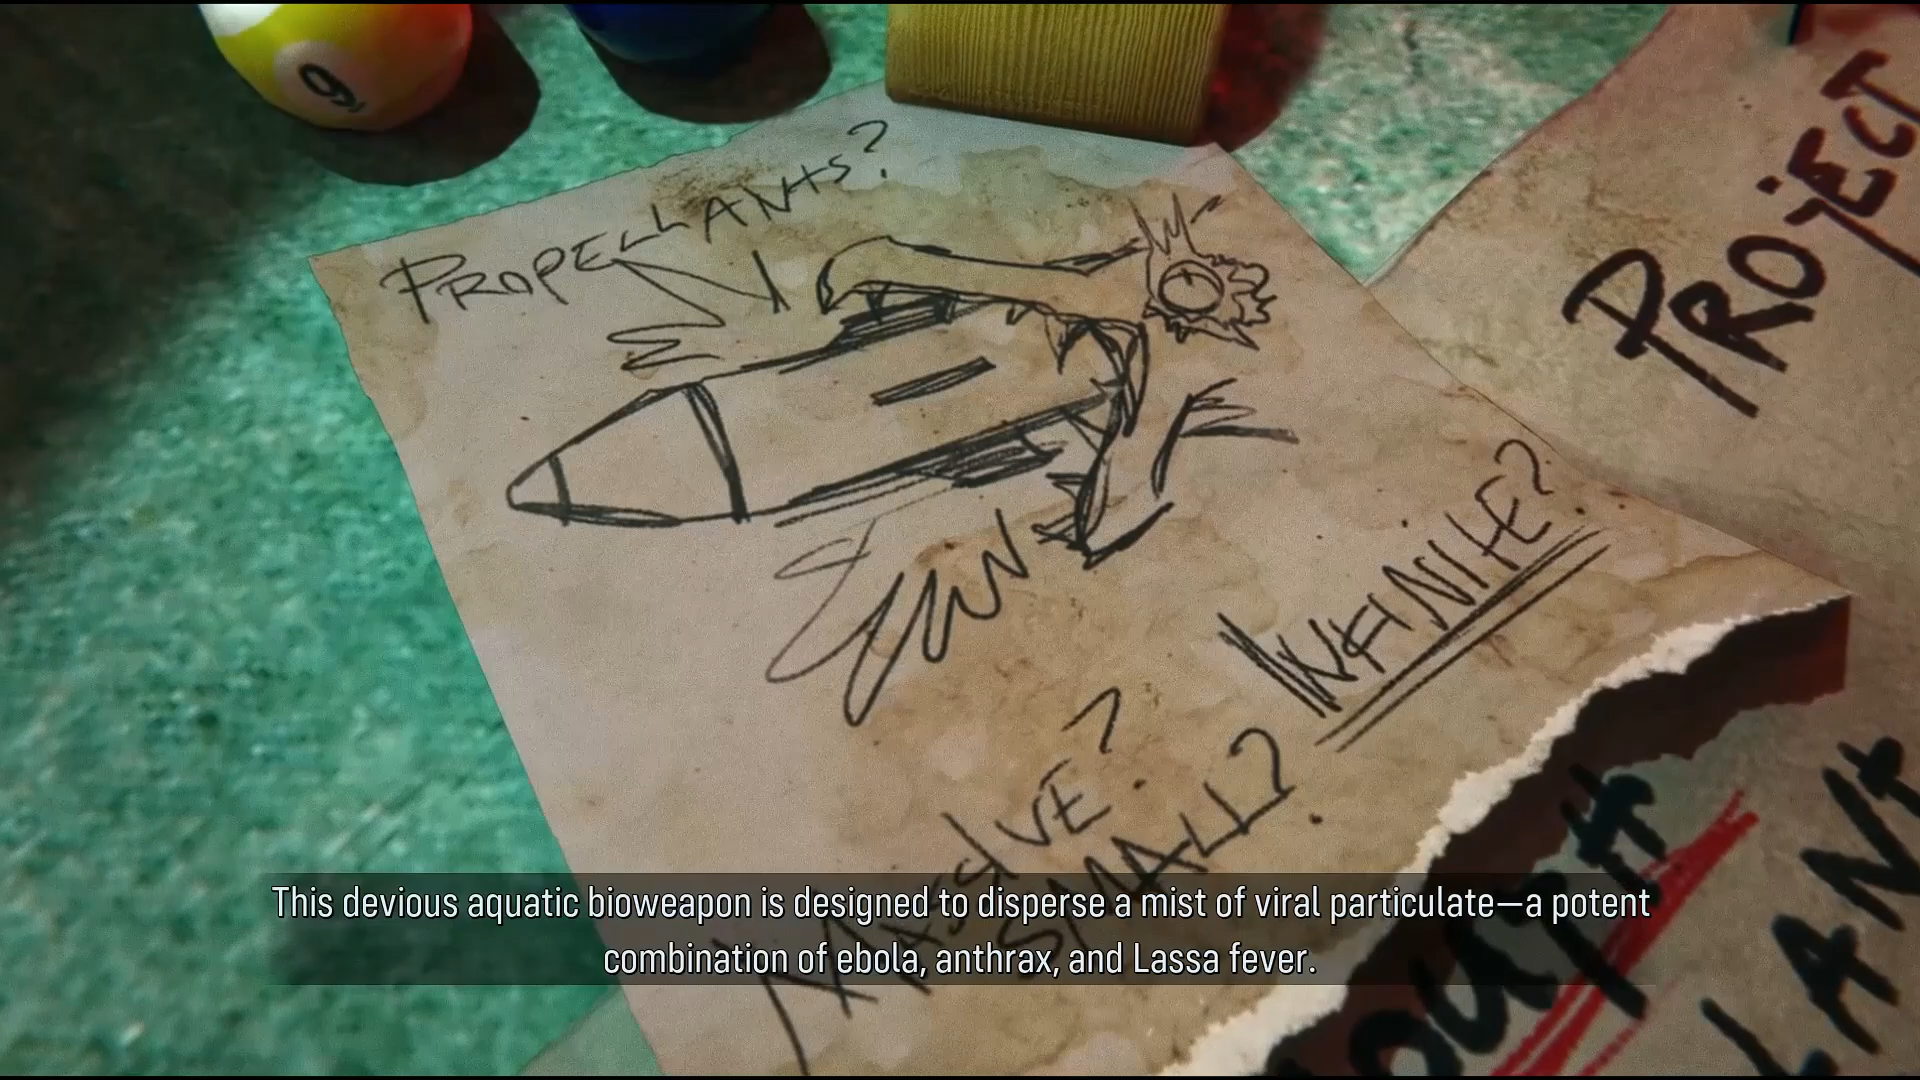 9
PROPELLANTS?
PROJECT
MASSIVE?
SMALL?
This devious aquatic bioweapon is designed to disperse a mist of viral particulate—a potent
combination of ebola, anthrax, and Lassa fever.